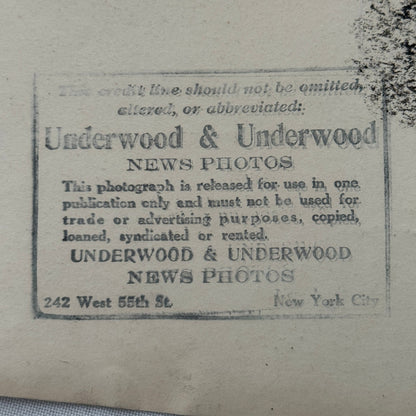 This credit line should not be omitted,
altered, or abbreviated:
Underwood & Underwood
NEWS PHOTOS
This photograph is released for use in one
publication only and must not be used for
trade or advertising purposes, copied,
loaned, syndicated or rented.
UNDERWOOD & UNDERWOOD
NEWS PHOTOS
242 West 55th St. New York City